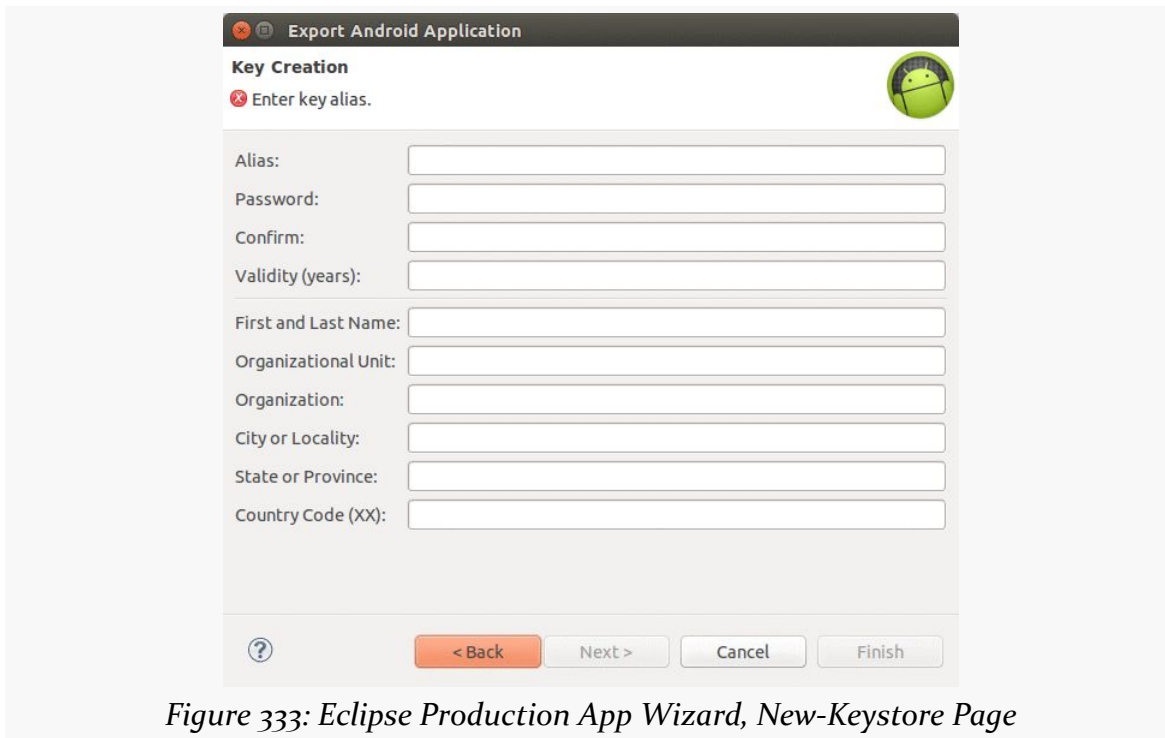 Export Android Application
Key Creation
Enter key alias.
Alias:
Password:
Confirm:
Validity (years):
First and Last Name:
Organizational Unit:
Organization:
City or Locality:
State or Province:
Country Code (XX):
?
< Back Next > Cancel Finish
Figure 333: Eclipse Production App Wizard, New-Keystore Page